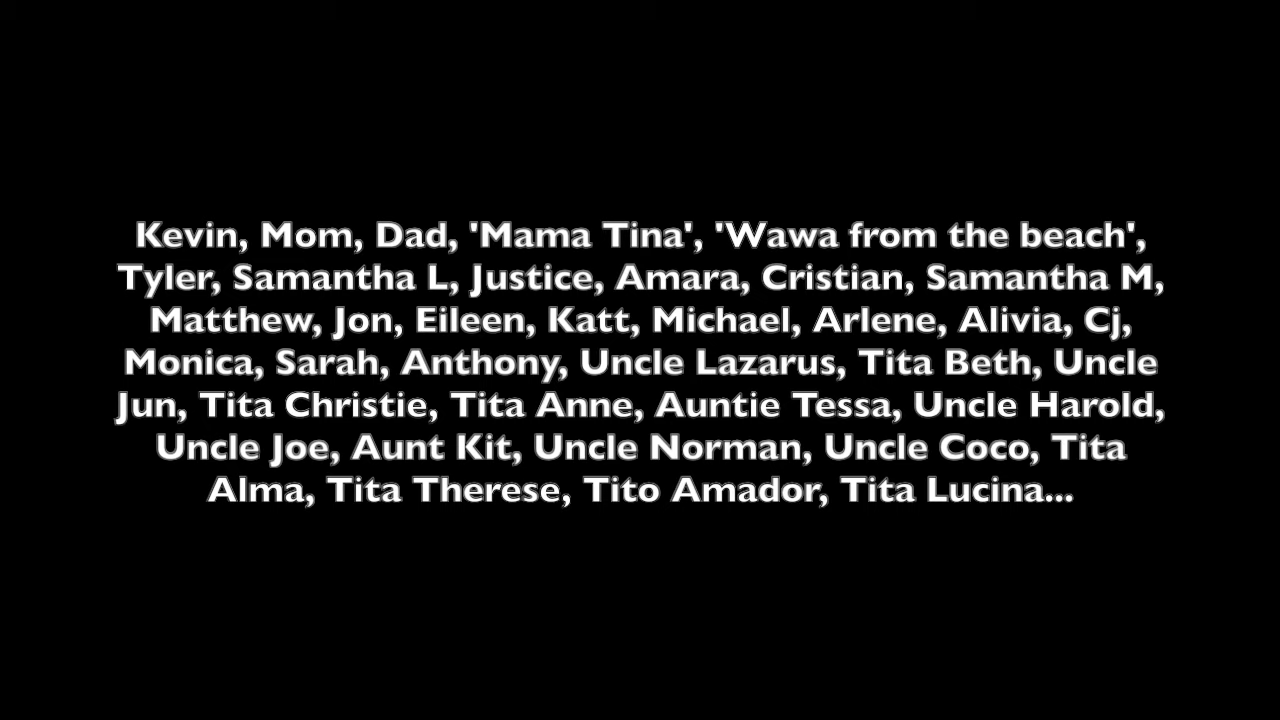 Kevin, Mom, Dad, 'Mama Tina', 'Wawa from the beach',
Tyler, Samantha L, Justice, Amara, Cristian, Samantha M,
Matthew, Jon, Eileen, Katt, Michael, Arlene, Alivia, Cj,
Monica, Sarah, Anthony, Uncle Lazarus, Tita Beth, Uncle
Jun, Tita Christie, Tita Anne, Auntie Tessa, Uncle Harold,
Uncle Joe, Aunt Kit, Uncle Norman, Uncle Coco, Tita
Alma, Tita Therese, Tito Amador, Tita Lucina...